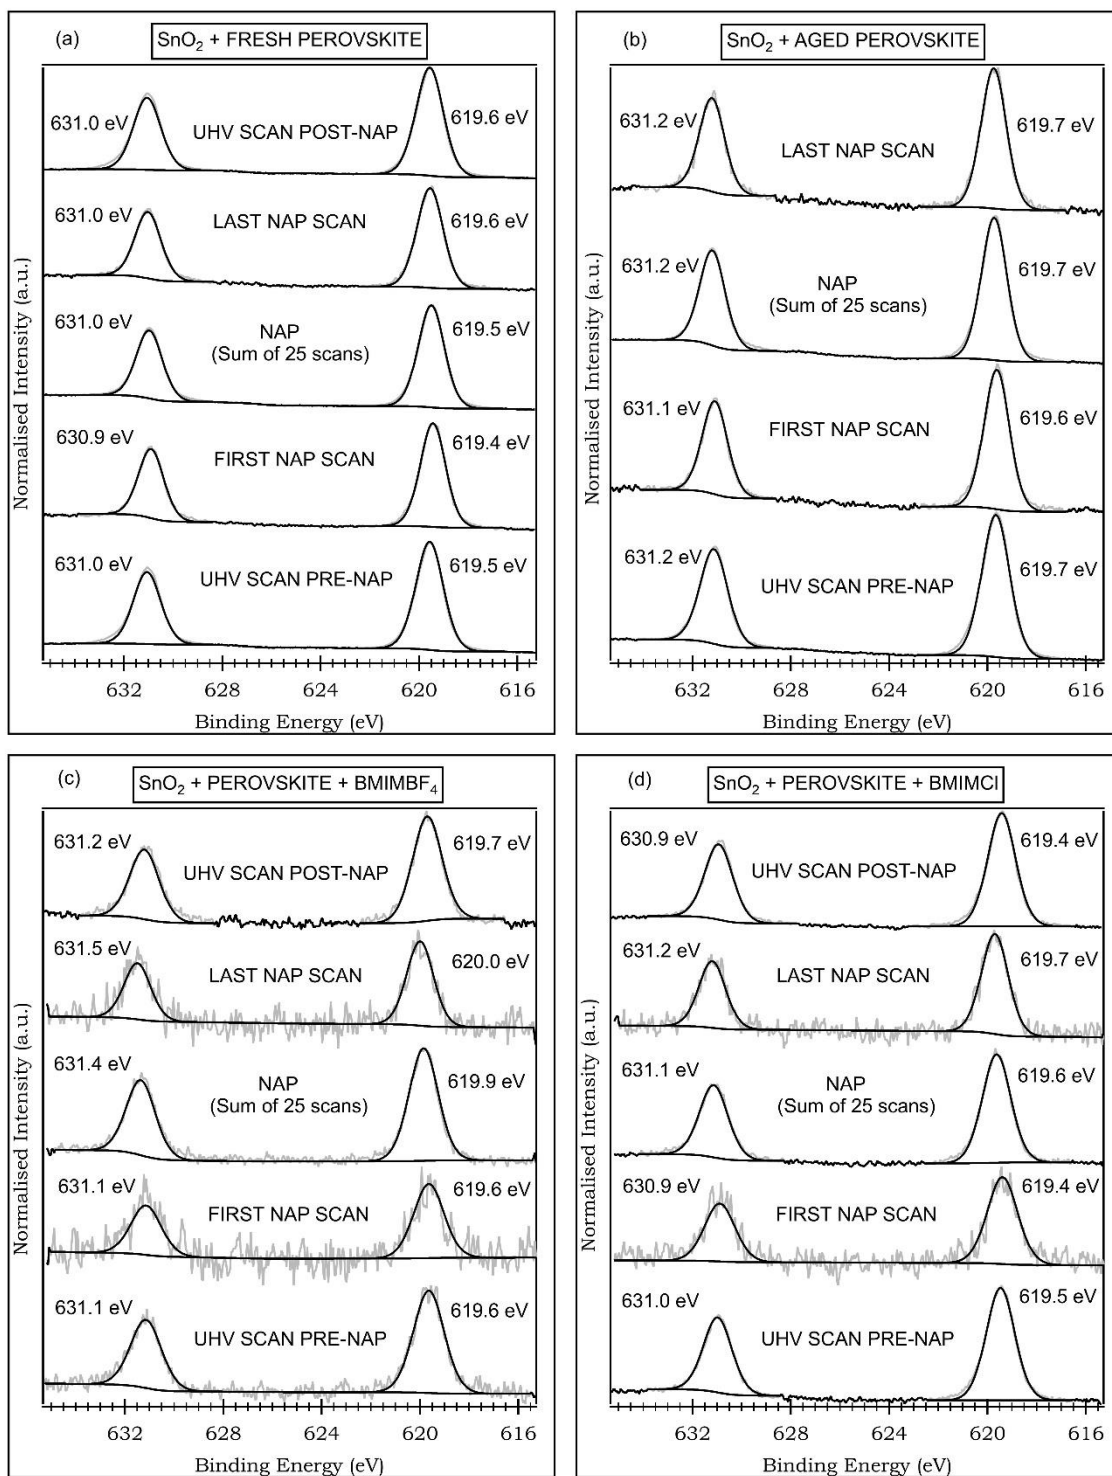 (a)
SnO₂ + FRESH PEROVSKITE
631.0 eV
UHV SCAN POST-NAP
619.6 eV
631.0 eV
LAST NAP SCAN
619.6 eV
631.0 eV
NAP
(Sum of 25 scans)
619.5 eV
630.9 eV
FIRST NAP SCAN
619.4 eV
631.0 eV
UHV SCAN PRE-NAP
619.5 eV
Normalised Intensity (a.u.)
632 628 624 620 616
Binding Energy (eV)
(b)
SnO₂ + AGED PEROVSKITE
631.2 eV
LAST NAP SCAN
619.7 eV
631.2 eV
NAP
(Sum of 25 scans)
619.7 eV
631.1 eV
FIRST NAP SCAN
619.6 eV
631.2 eV
UHV SCAN PRE-NAP
619.7 eV
Normalised Intensity (a.u.)
632 628 624 620 616
Binding Energy (eV)
(c)
SnO₂ + PEROVSKITE + BMIMBF₄
631.2 eV
UHV SCAN POST-NAP
619.7 eV
631.5 eV
LAST NAP SCAN
620.0 eV
631.4 eV
NAP
(Sum of 25 scans)
619.9 eV
631.1 eV
FIRST NAP SCAN
619.6 eV
631.1 eV
UHV SCAN PRE-NAP
619.6 eV
Normalised Intensity (a.u.)
632 628 624 620 616
Binding Energy (eV)
(d)
SnO₂ + PEROVSKITE + BMIMCl
630.9 eV
UHV SCAN POST-NAP
619.4 eV
631.2 eV
LAST NAP SCAN
619.7 eV
631.1 eV
NAP
(Sum of 25 scans)
619.6 eV
630.9 eV
FIRST NAP SCAN
619.4 eV
631.0 eV
UHV SCAN PRE-NAP
619.5 eV
Normalised Intensity (a.u.)
632 628 624 620 616
Binding Energy (eV)